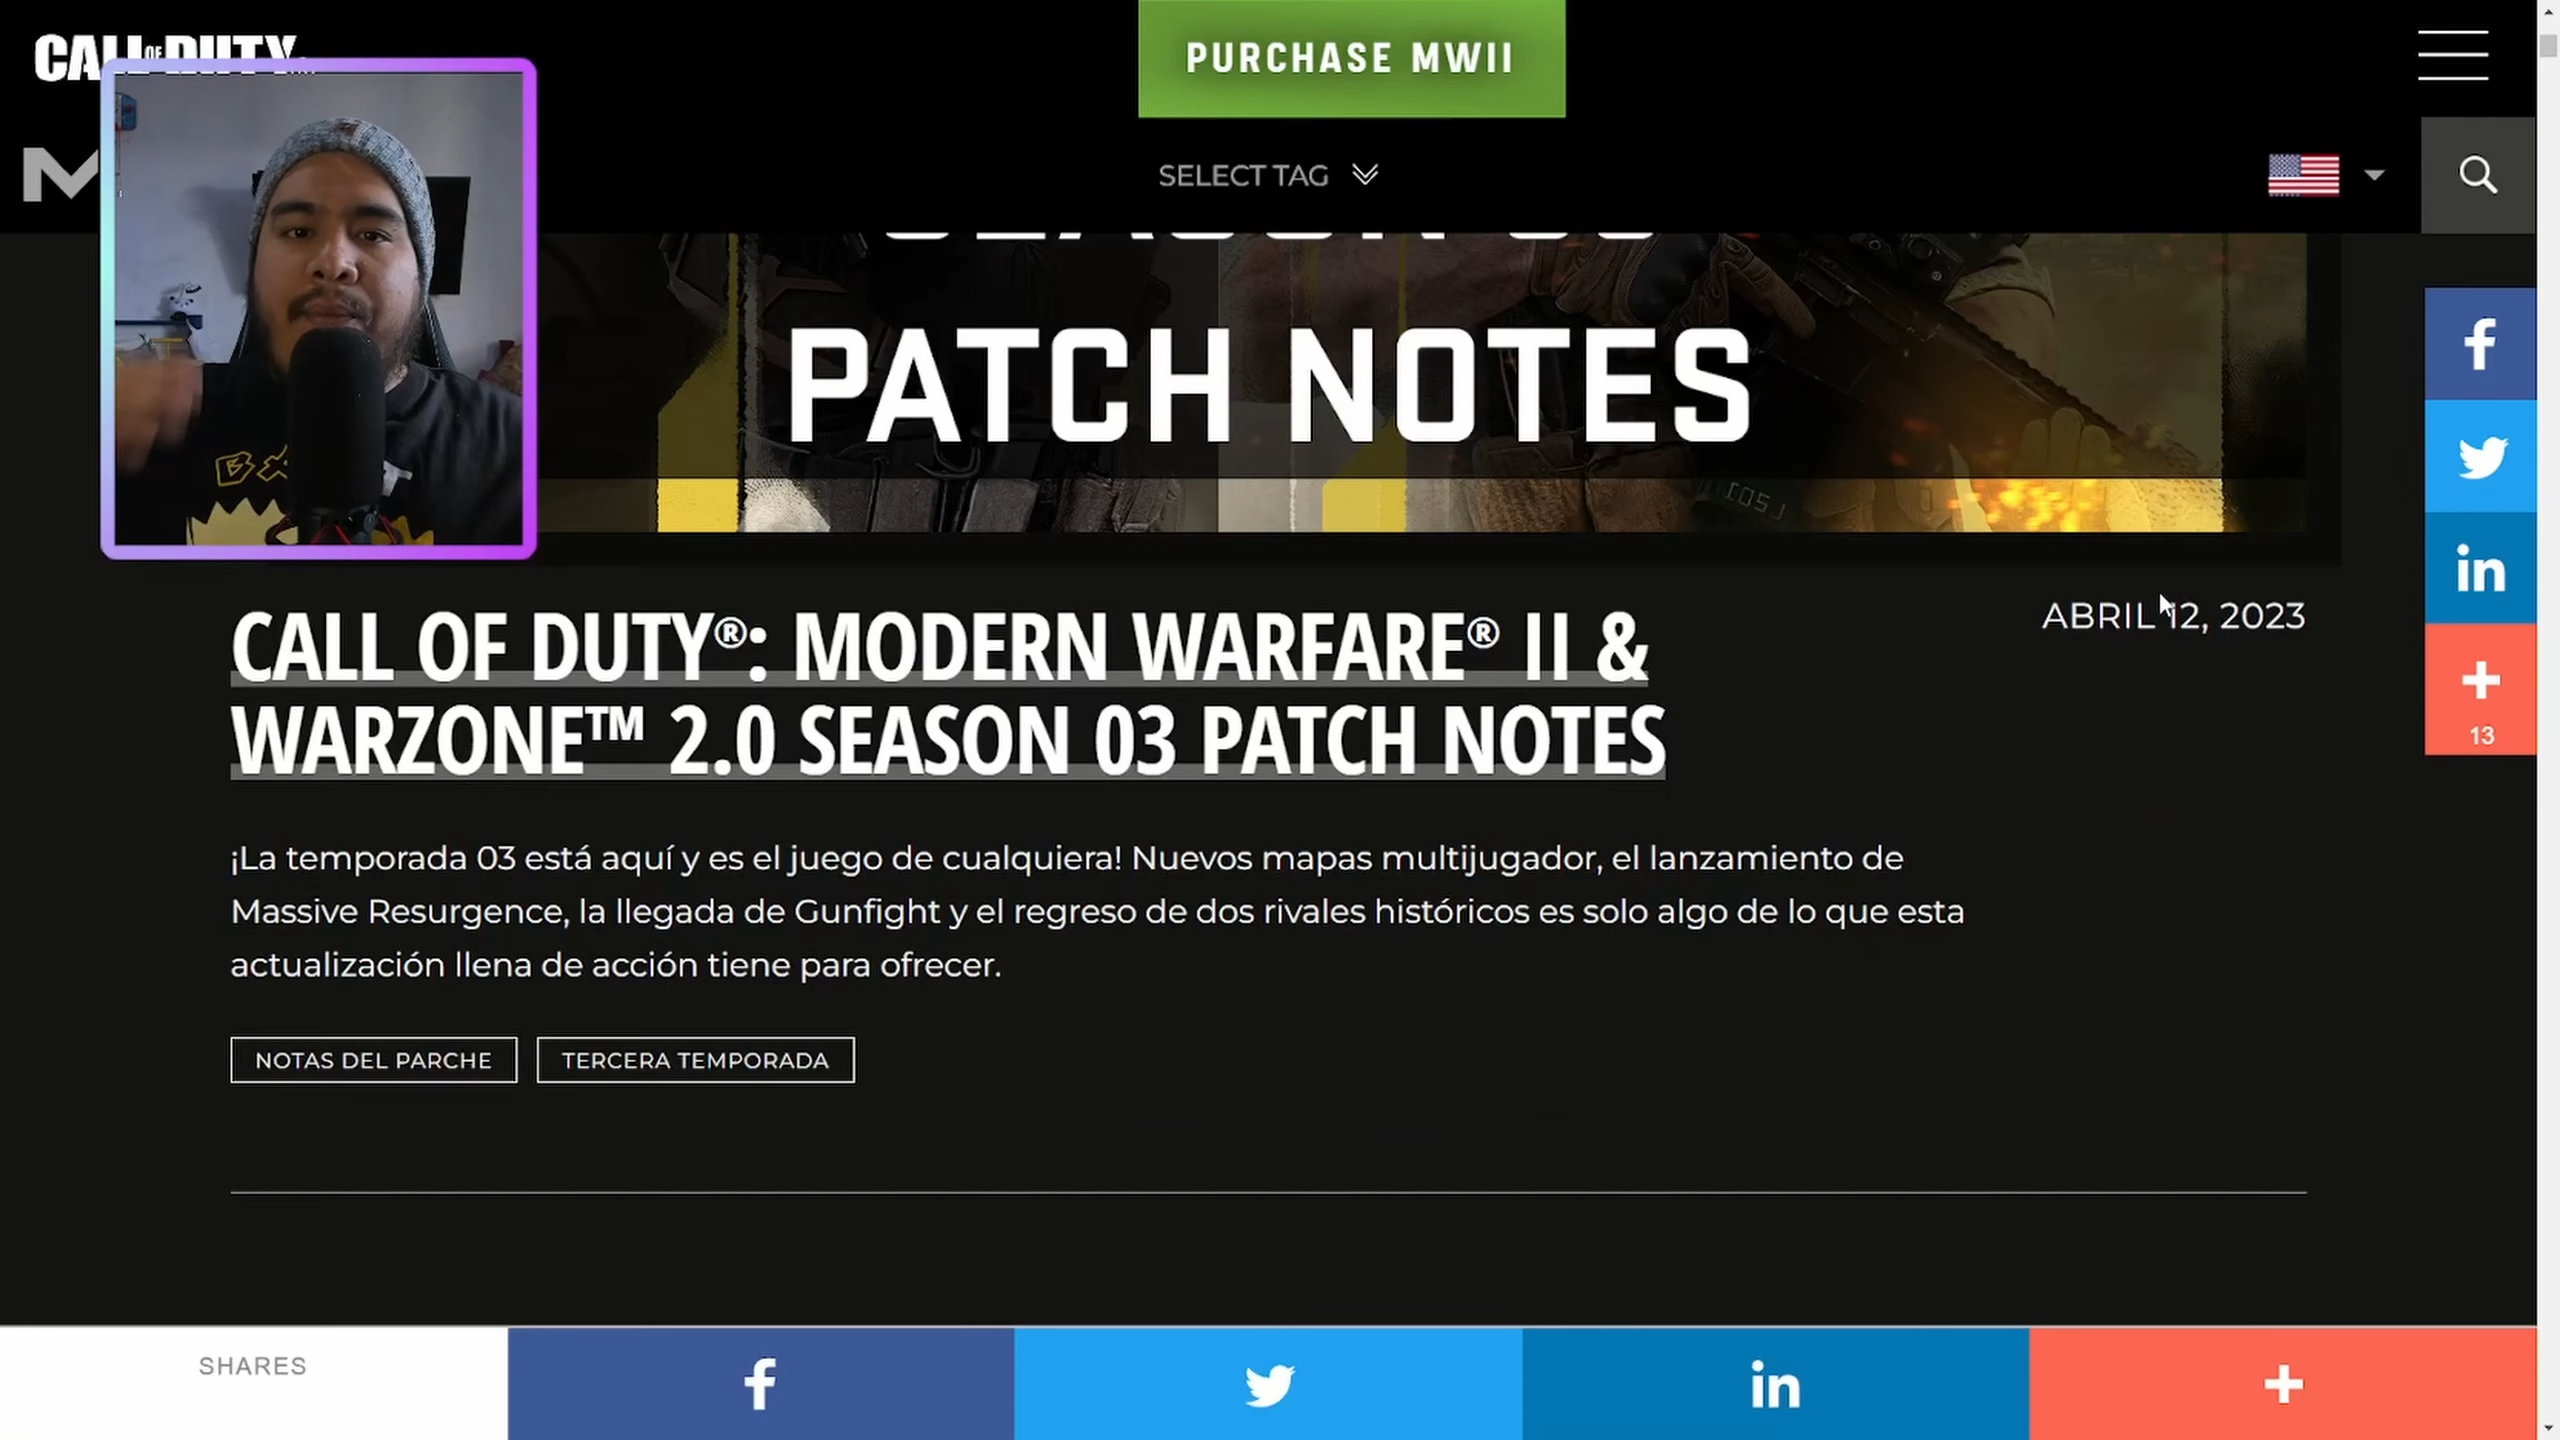 CALL OF DUTY
PURCHASE MWII
SELECT TAG
PATCH NOTES
CALL OF DUTY®: MODERN WARFARE® II &
WARZONE™ 2.0 SEASON 03 PATCH NOTES
ABRIL 12, 2023
13
¡La temporada 03 está aquí y es el juego de cualquiera! Nuevos mapas multijugador, el lanzamiento de
Massive Resurgence, la llegada de Gunfight y el regreso de dos rivales históricos es solo algo de lo que esta
actualización llena de acción tiene para ofrecer.
NOTAS DEL PARCHE
TERCERA TEMPORADA
SHARES